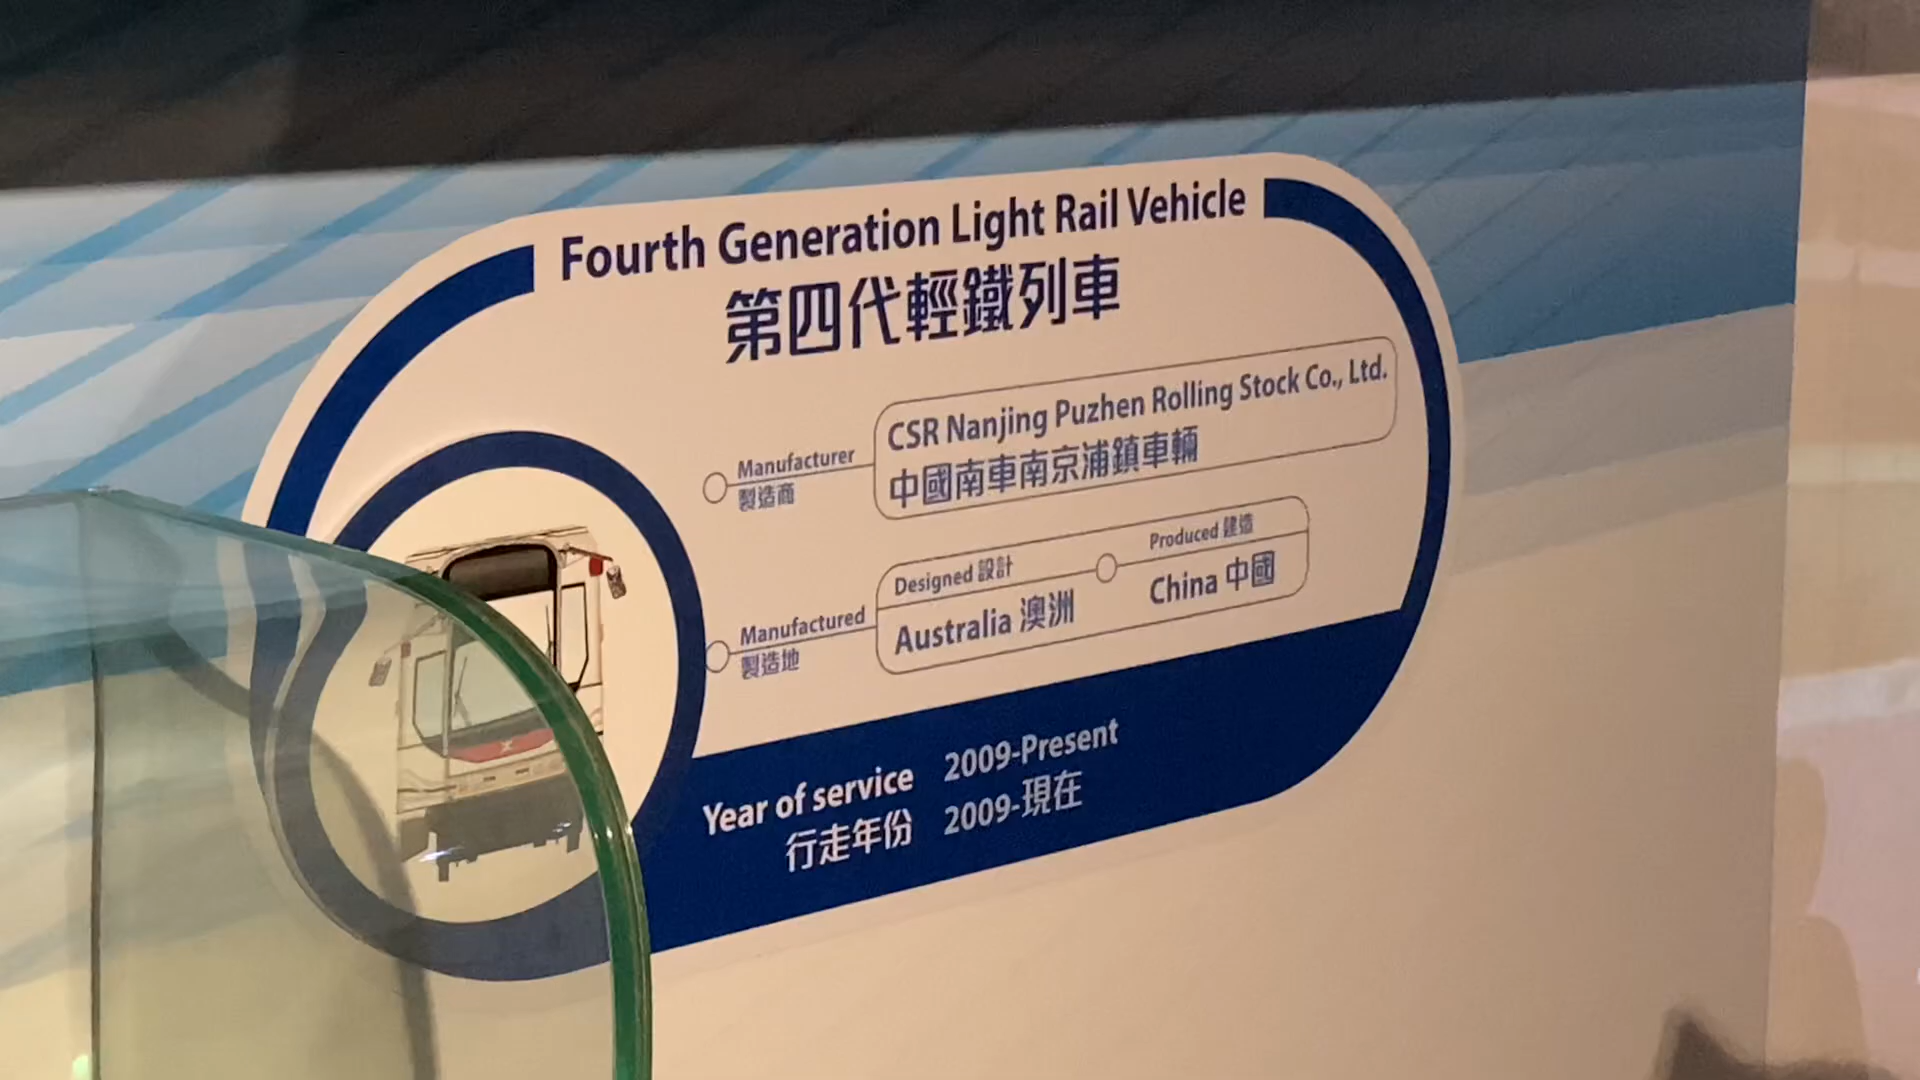 Fourth Generation Light Rail Vehicle
第四代輕鐵列車
Manufacturer
製造商
CSR Nanjing Puzhen Rolling Stock Co., Ltd.
中國南車南京浦鎮車輛
Manufactured
製造地
Designed 設計
Australia 澳洲
Produced 建造
China 中國
Year of service 2009-Present
行走年份 2009-現在